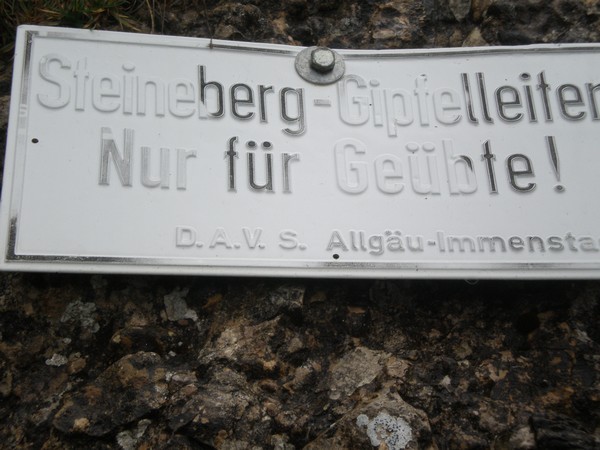 Steineberg-Gipfelleiter
Nur für Geübte!
D.A.V. S. Allgäu-Immensta